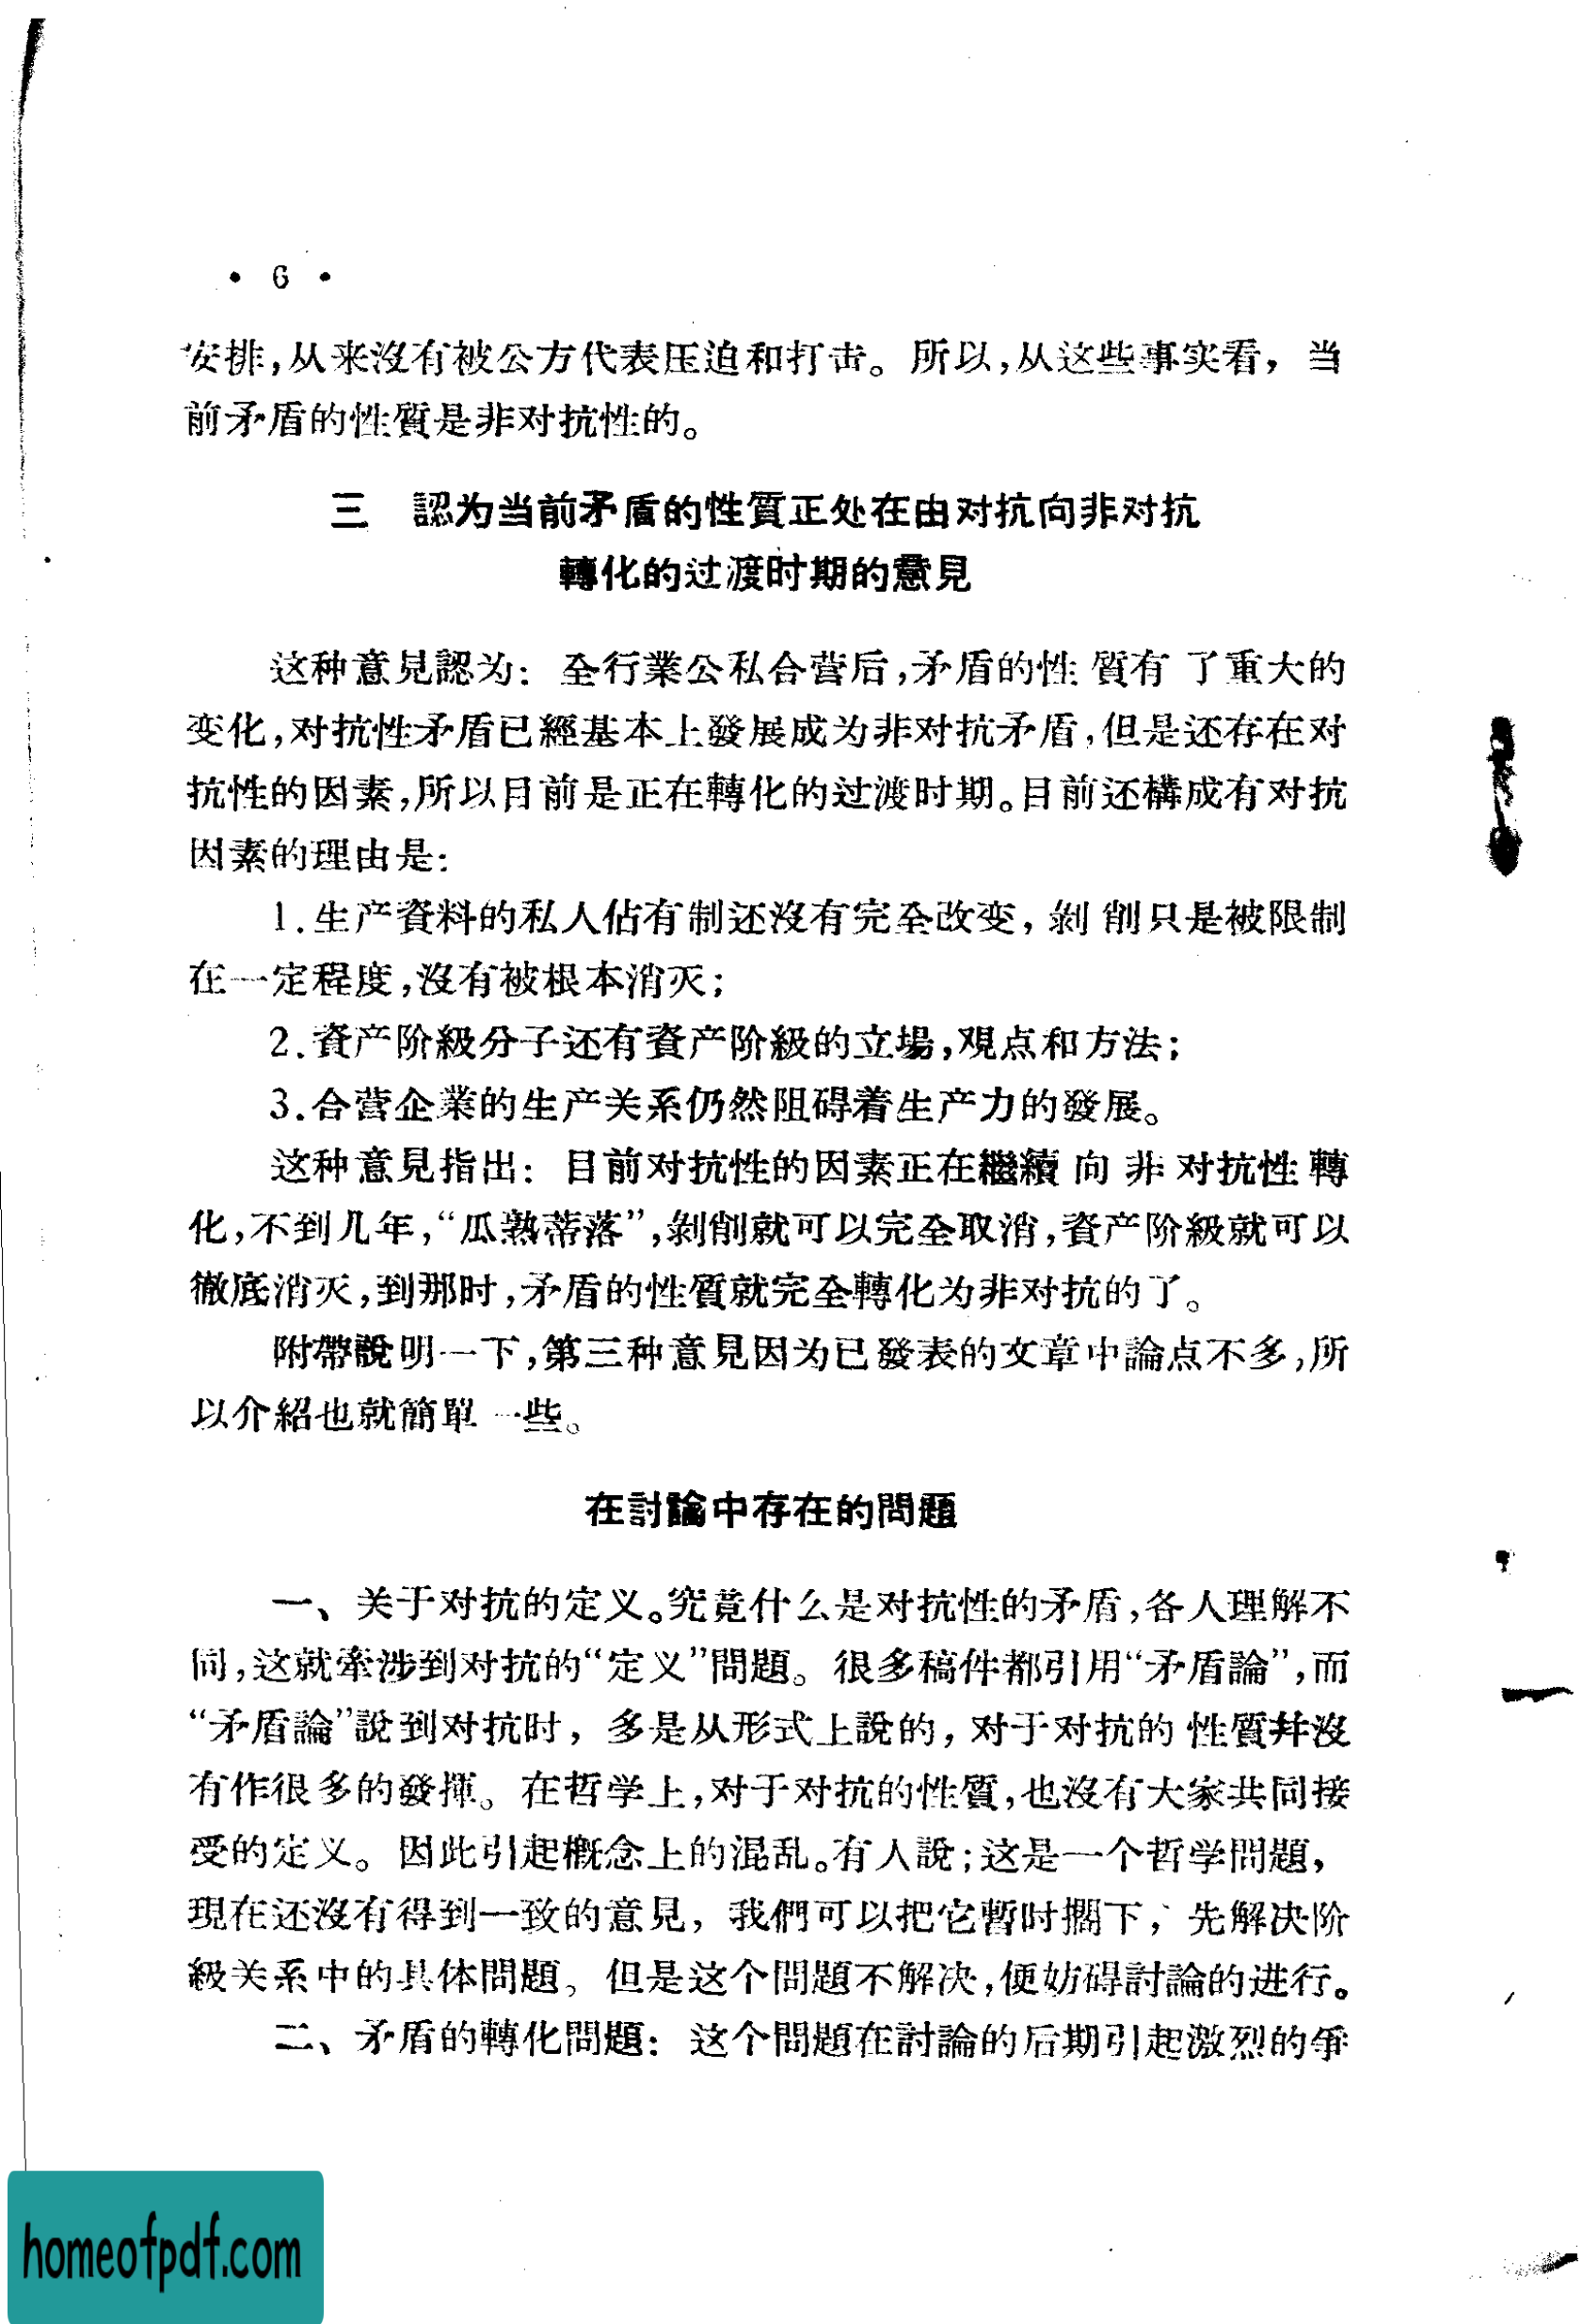 • 6 •
安排,从来沒有被公方代表压迫和打击。所以,从这些事实看,当
前矛盾的性質是非对抗性的。
三　認为当前矛盾的性質正处在由对抗向非对抗
轉化的过渡时期的意見
这种意見認为：全行業公私合营后,矛盾的性質有了重大的
变化,对抗性矛盾已經基本上發展成为非对抗矛盾,但是还存在对
抗性的因素,所以目前是正在轉化的过渡时期。目前还構成有对抗
因素的理由是：
1.生产資料的私人佔有制还沒有完全改变,剝削只是被限制
在一定程度,沒有被根本消灭；
2.資产阶級分子还有資产阶級的立場,观点和方法；
3.合营企業的生产关系仍然阻碍着生产力的發展。
这种意見指出：目前对抗性的因素正在繼續向非对抗性轉
化,不到几年,“瓜熟蒂落”,剝削就可以完全取消,資产阶級就可以
徹底消灭,到那时,矛盾的性質就完全轉化为非对抗的了。
附帶說明一下,第三种意見因为已發表的文章中論点不多,所
以介紹也就簡單一些。
在討論中存在的問題
一、关于对抗的定义。究竟什么是对抗性的矛盾,各人理解不
同,这就牽涉到对抗的“定义”問題。很多稿件都引用“矛盾論”,而
“矛盾論”說到对抗时,多是从形式上說的,对于对抗的性質幷沒
有作很多的發揮。在哲学上,对于对抗的性質,也沒有大家共同接
受的定义。因此引起概念上的混乱。有人說；这是一个哲学問題,
現在还沒有得到一致的意見,我們可以把它暫时擱下,先解决阶
級关系中的具体問題。但是这个問題不解决,便妨碍討論的进行。
二、矛盾的轉化問題：这个問題在討論的后期引起激烈的爭
homeofpdf.com